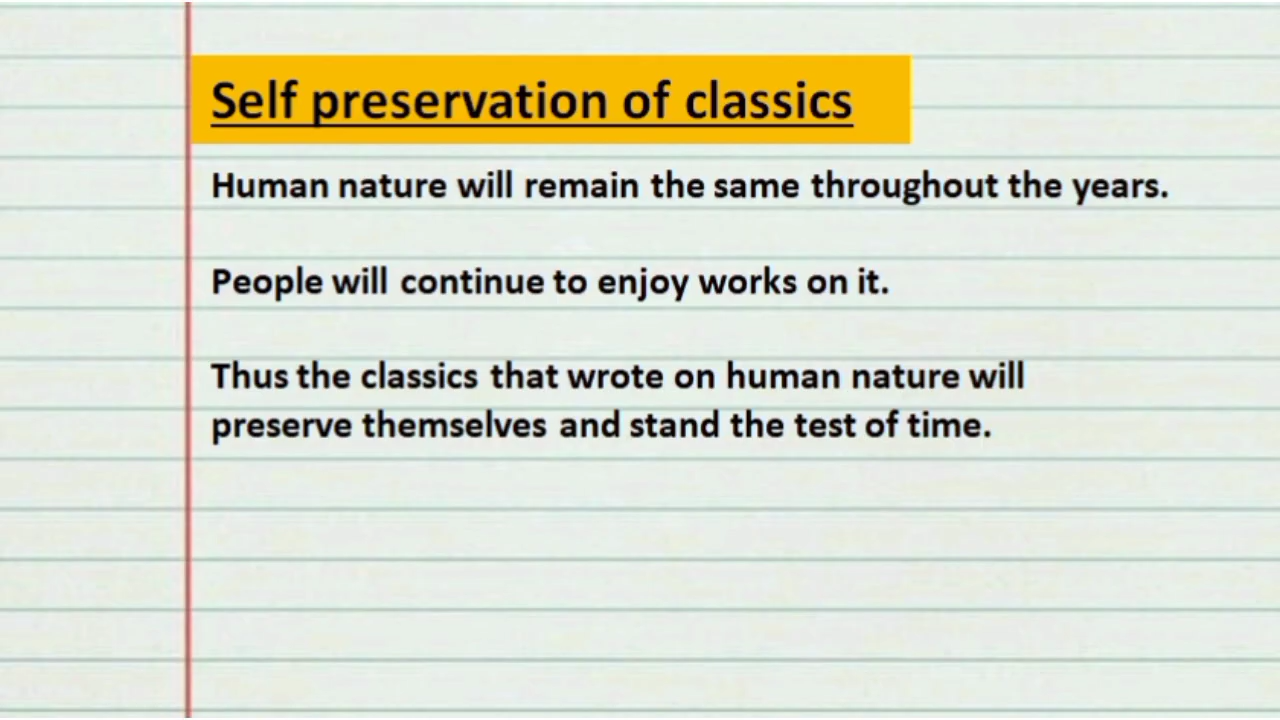 Self preservation of classics
Human nature will remain the same throughout the years.
People will continue to enjoy works on it.
Thus the classics that wrote on human nature will
preserve themselves and stand the test of time.